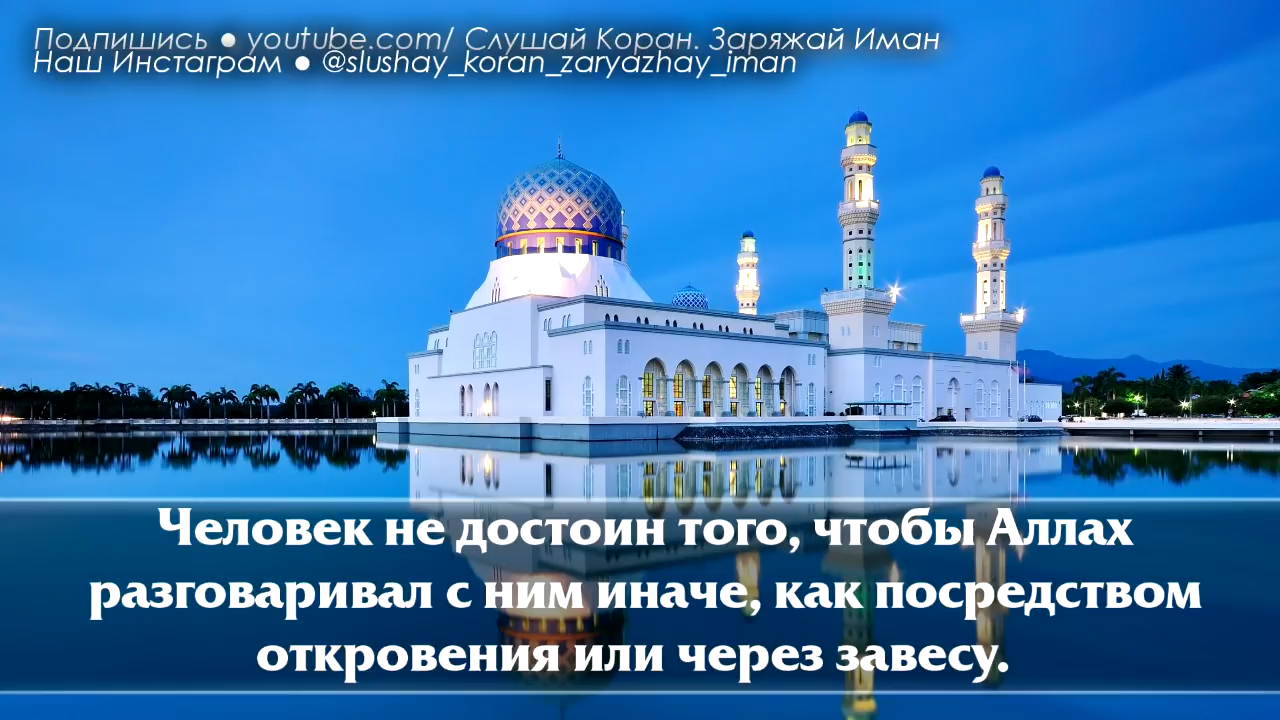 Подпишись ● youtube.com/ Слушай Коран. Заряжай Иман
Наш Инстаграм ● @slushay_koran_zaryazhay_iman
Человек не достоин того, чтобы Аллах
разговаривал с ним иначе, как посредством
откровения или через завесу.